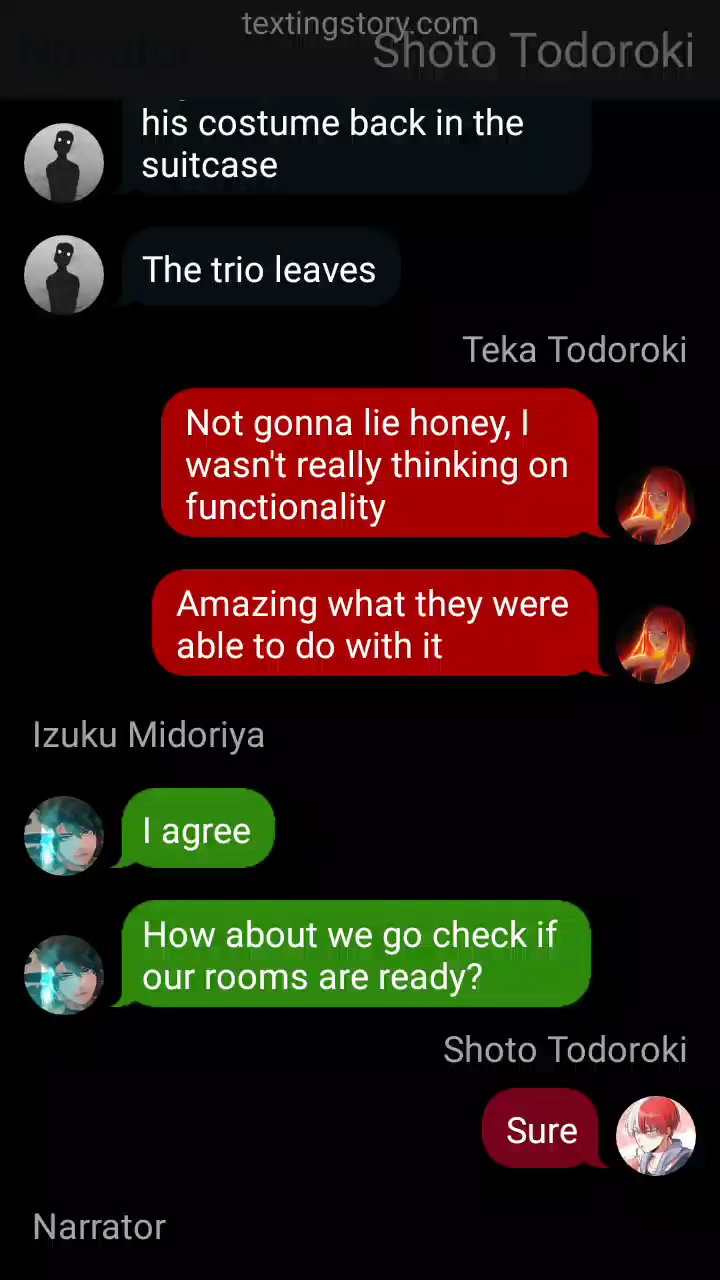 textingstory.com
Narrator
Shoto Todoroki
his costume back in the
suitcase
The trio leaves
Teka Todoroki
Not gonna lie honey, I
wasn't really thinking on
functionality
Amazing what they were
able to do with it
Izuku Midoriya
I agree
How about we go check if
our rooms are ready?
Shoto Todoroki
Sure
Narrator